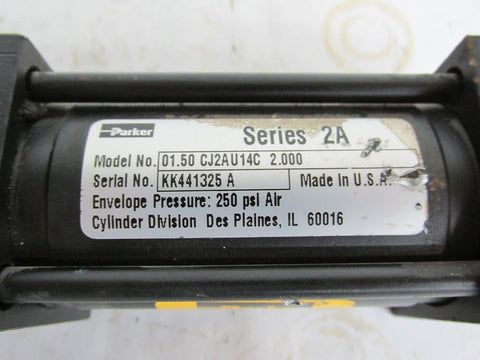 Parker
Series 2A
Model No. 01.50 CJ2AU14C 2.000
Serial No. KK441325 A Made in U.S.A.
Envelope Pressure: 250 psi Air
Cylinder Division Des Plaines, IL 60016